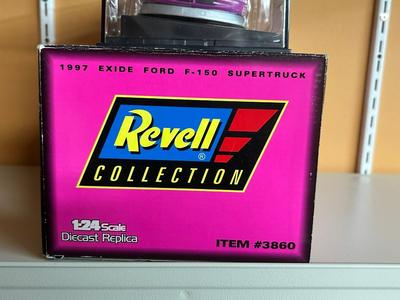 1997 EXIDE FORD F-150 SUPERTRUCK
Revell
®
COLLECTION
1:24 Scale
Diecast Replica
ITEM #3860